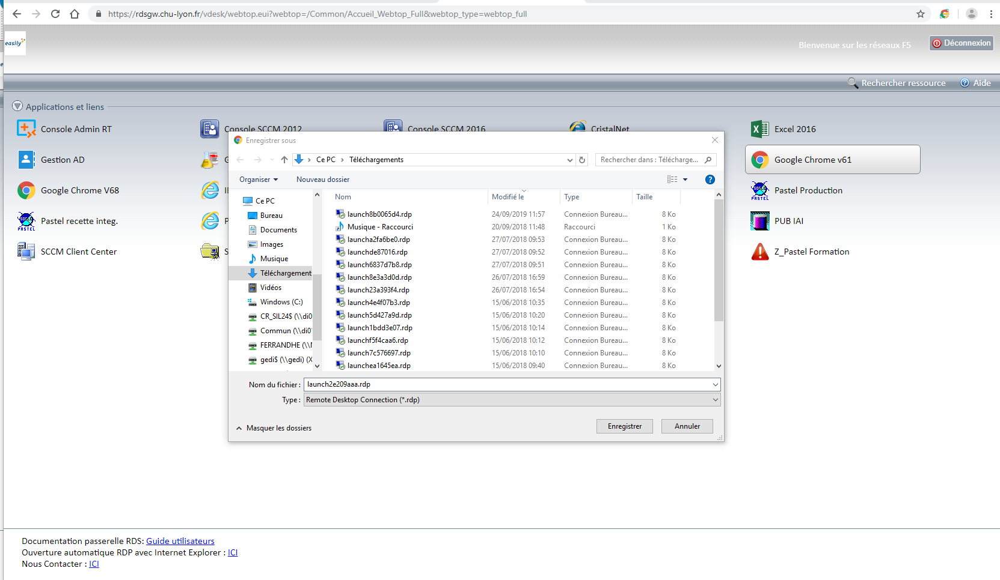 https://rdsgw.chu-lyon.fr/vdesk/webtop.eui?webtop=/Common/Accueil_Webtop_Full&webtop_type=webtop_full
easily
Bienvenue sur les réseaux F5
Déconnexion
Rechercher ressource
Aide
Applications et liens
Console Admin RT
Console SCCM 2012
Console SCCM 2016
CristalNet
Excel 2016
Gestion AD
G
Google Chrome v61
Google Chrome V68
Pastel Production
Pastel recette integ.
P
PUB IAI
SCCM Client Center
S
Z_Pastel Formation
Enregistrer sous
Ce PC > Téléchargements
Rechercher dans : Télécharge...
Organiser
Nouveau dossier
Ce PC
Bureau
Documents
Images
Musique
Téléchargement
Vidéos
Windows (C:)
CR_SIL24$ (\\di0
Commun (\\di0
FERRANDHE (\\
gedi$ (\\gedi) (X
Nom Modifié le Type Taille
launch8b0065d4.rdp 24/09/2019 11:57 Connexion Bureau... 8 Ko
Musique - Raccourci 20/09/2018 11:48 Raccourci 1 Ko
launcha2fa6be0.rdp 27/07/2018 09:53 Connexion Bureau... 8 Ko
launchde87016.rdp 27/07/2018 09:52 Connexion Bureau... 8 Ko
launch6837d7b8.rdp 27/07/2018 09:51 Connexion Bureau... 8 Ko
launch8e3a3d0d.rdp 26/07/2018 16:59 Connexion Bureau... 8 Ko
launch23a393f4.rdp 26/07/2018 16:54 Connexion Bureau... 8 Ko
launch4e4f07b3.rdp 15/06/2018 10:35 Connexion Bureau... 8 Ko
launch5d427a9d.rdp 15/06/2018 10:20 Connexion Bureau... 8 Ko
launch1bdd3e07.rdp 15/06/2018 10:14 Connexion Bureau... 8 Ko
launchf5f4caa6.rdp 15/06/2018 10:12 Connexion Bureau... 8 Ko
launch7c576697.rdp 15/06/2018 10:10 Connexion Bureau... 8 Ko
launchea1645ea.rdp 15/06/2018 09:40 Connexion Bureau... 8 Ko
Nom du fichier : launch2e209aaa.rdp
Type : Remote Desktop Connection (*.rdp)
Masquer les dossiers
Enregistrer
Annuler
Documentation passerelle RDS: Guide utilisateurs
Ouverture automatique RDP avec Internet Explorer : ICI
Nous Contacter : ICI